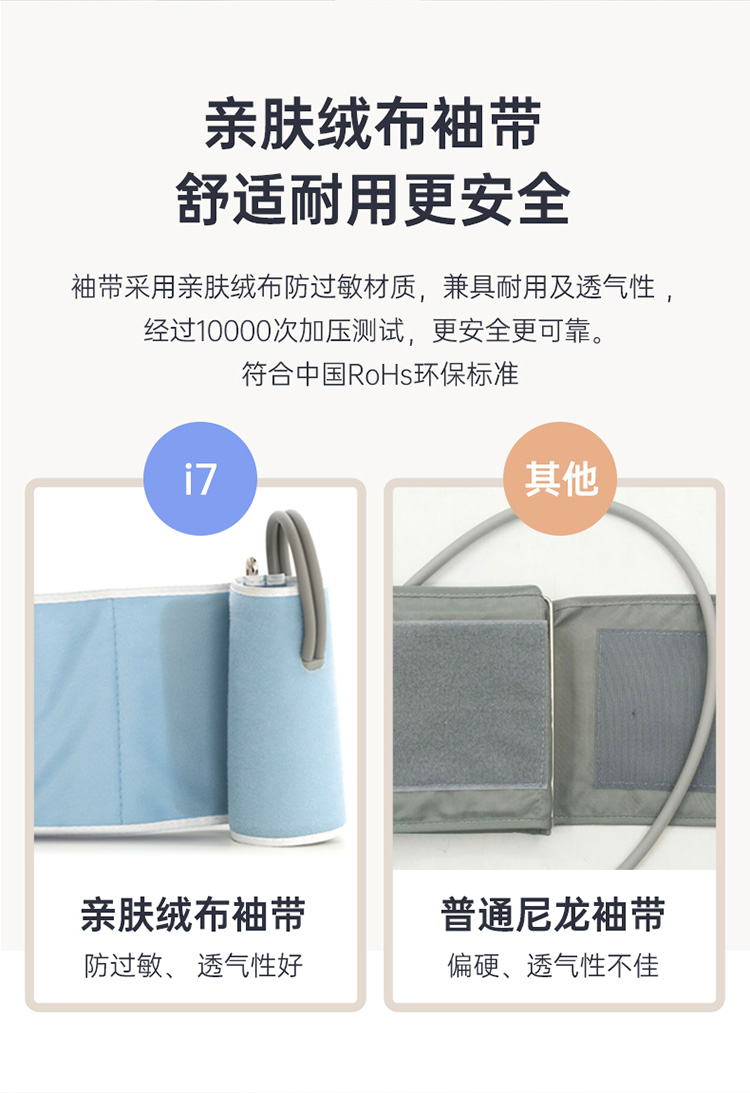 亲肤绒布袖带
舒适耐用更安全
袖带采用亲肤绒布防过敏材质，兼具耐用及透气性，
经过10000次加压测试，更安全更可靠。
符合中国RoHs环保标准
i7
其他
亲肤绒布袖带
防过敏、 透气性好
普通尼龙袖带
偏硬、透气性不佳